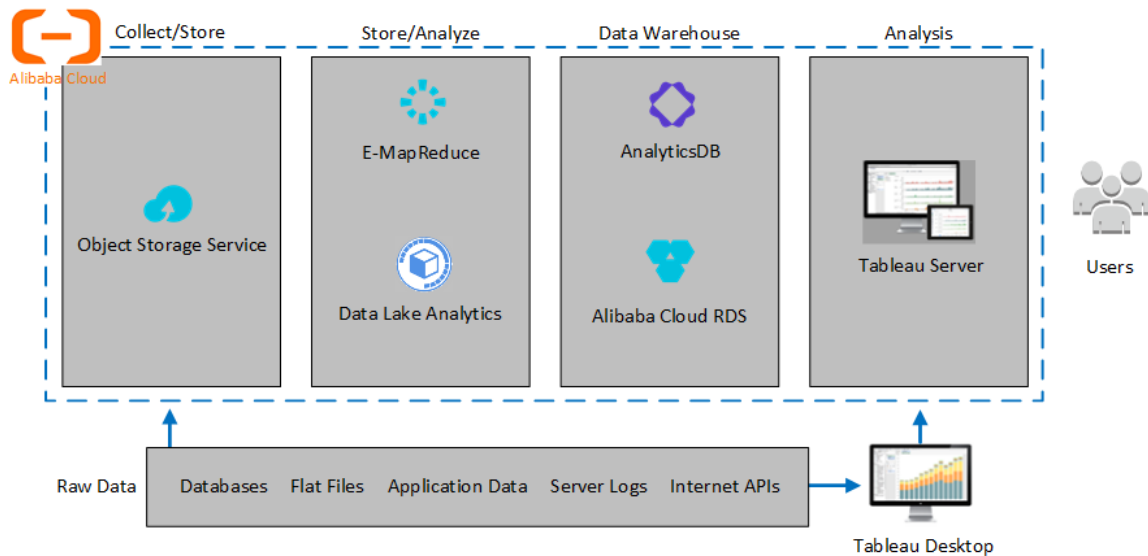 Collect/Store
Store/Analyze
Data Warehouse
Analysis
Alibaba Cloud
E-MapReduce
AnalyticsDB
Object Storage Service
Tableau Server
Users
Data Lake Analytics
Alibaba Cloud RDS
Raw Data
Databases
Flat Files
Application Data
Server Logs
Internet APIs
Tableau Desktop